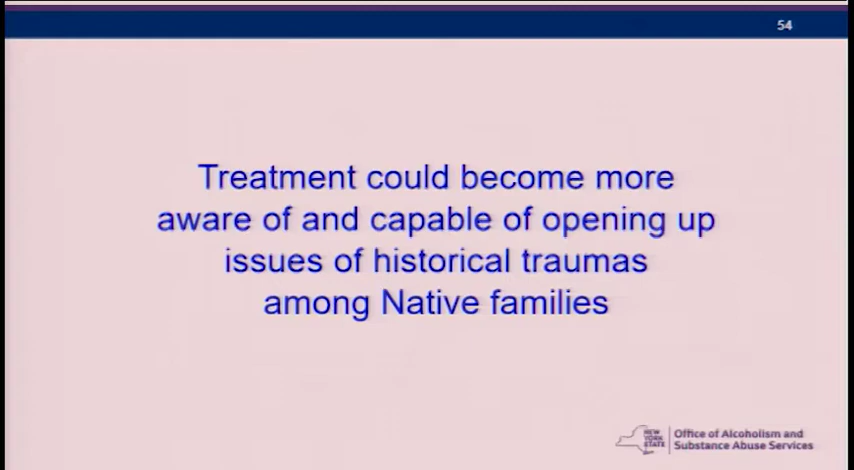 54
Treatment could become more
aware of and capable of opening up
issues of historical traumas
among Native families
NEW
YORK
STATE
Office of Alcoholism and
Substance Abuse Services